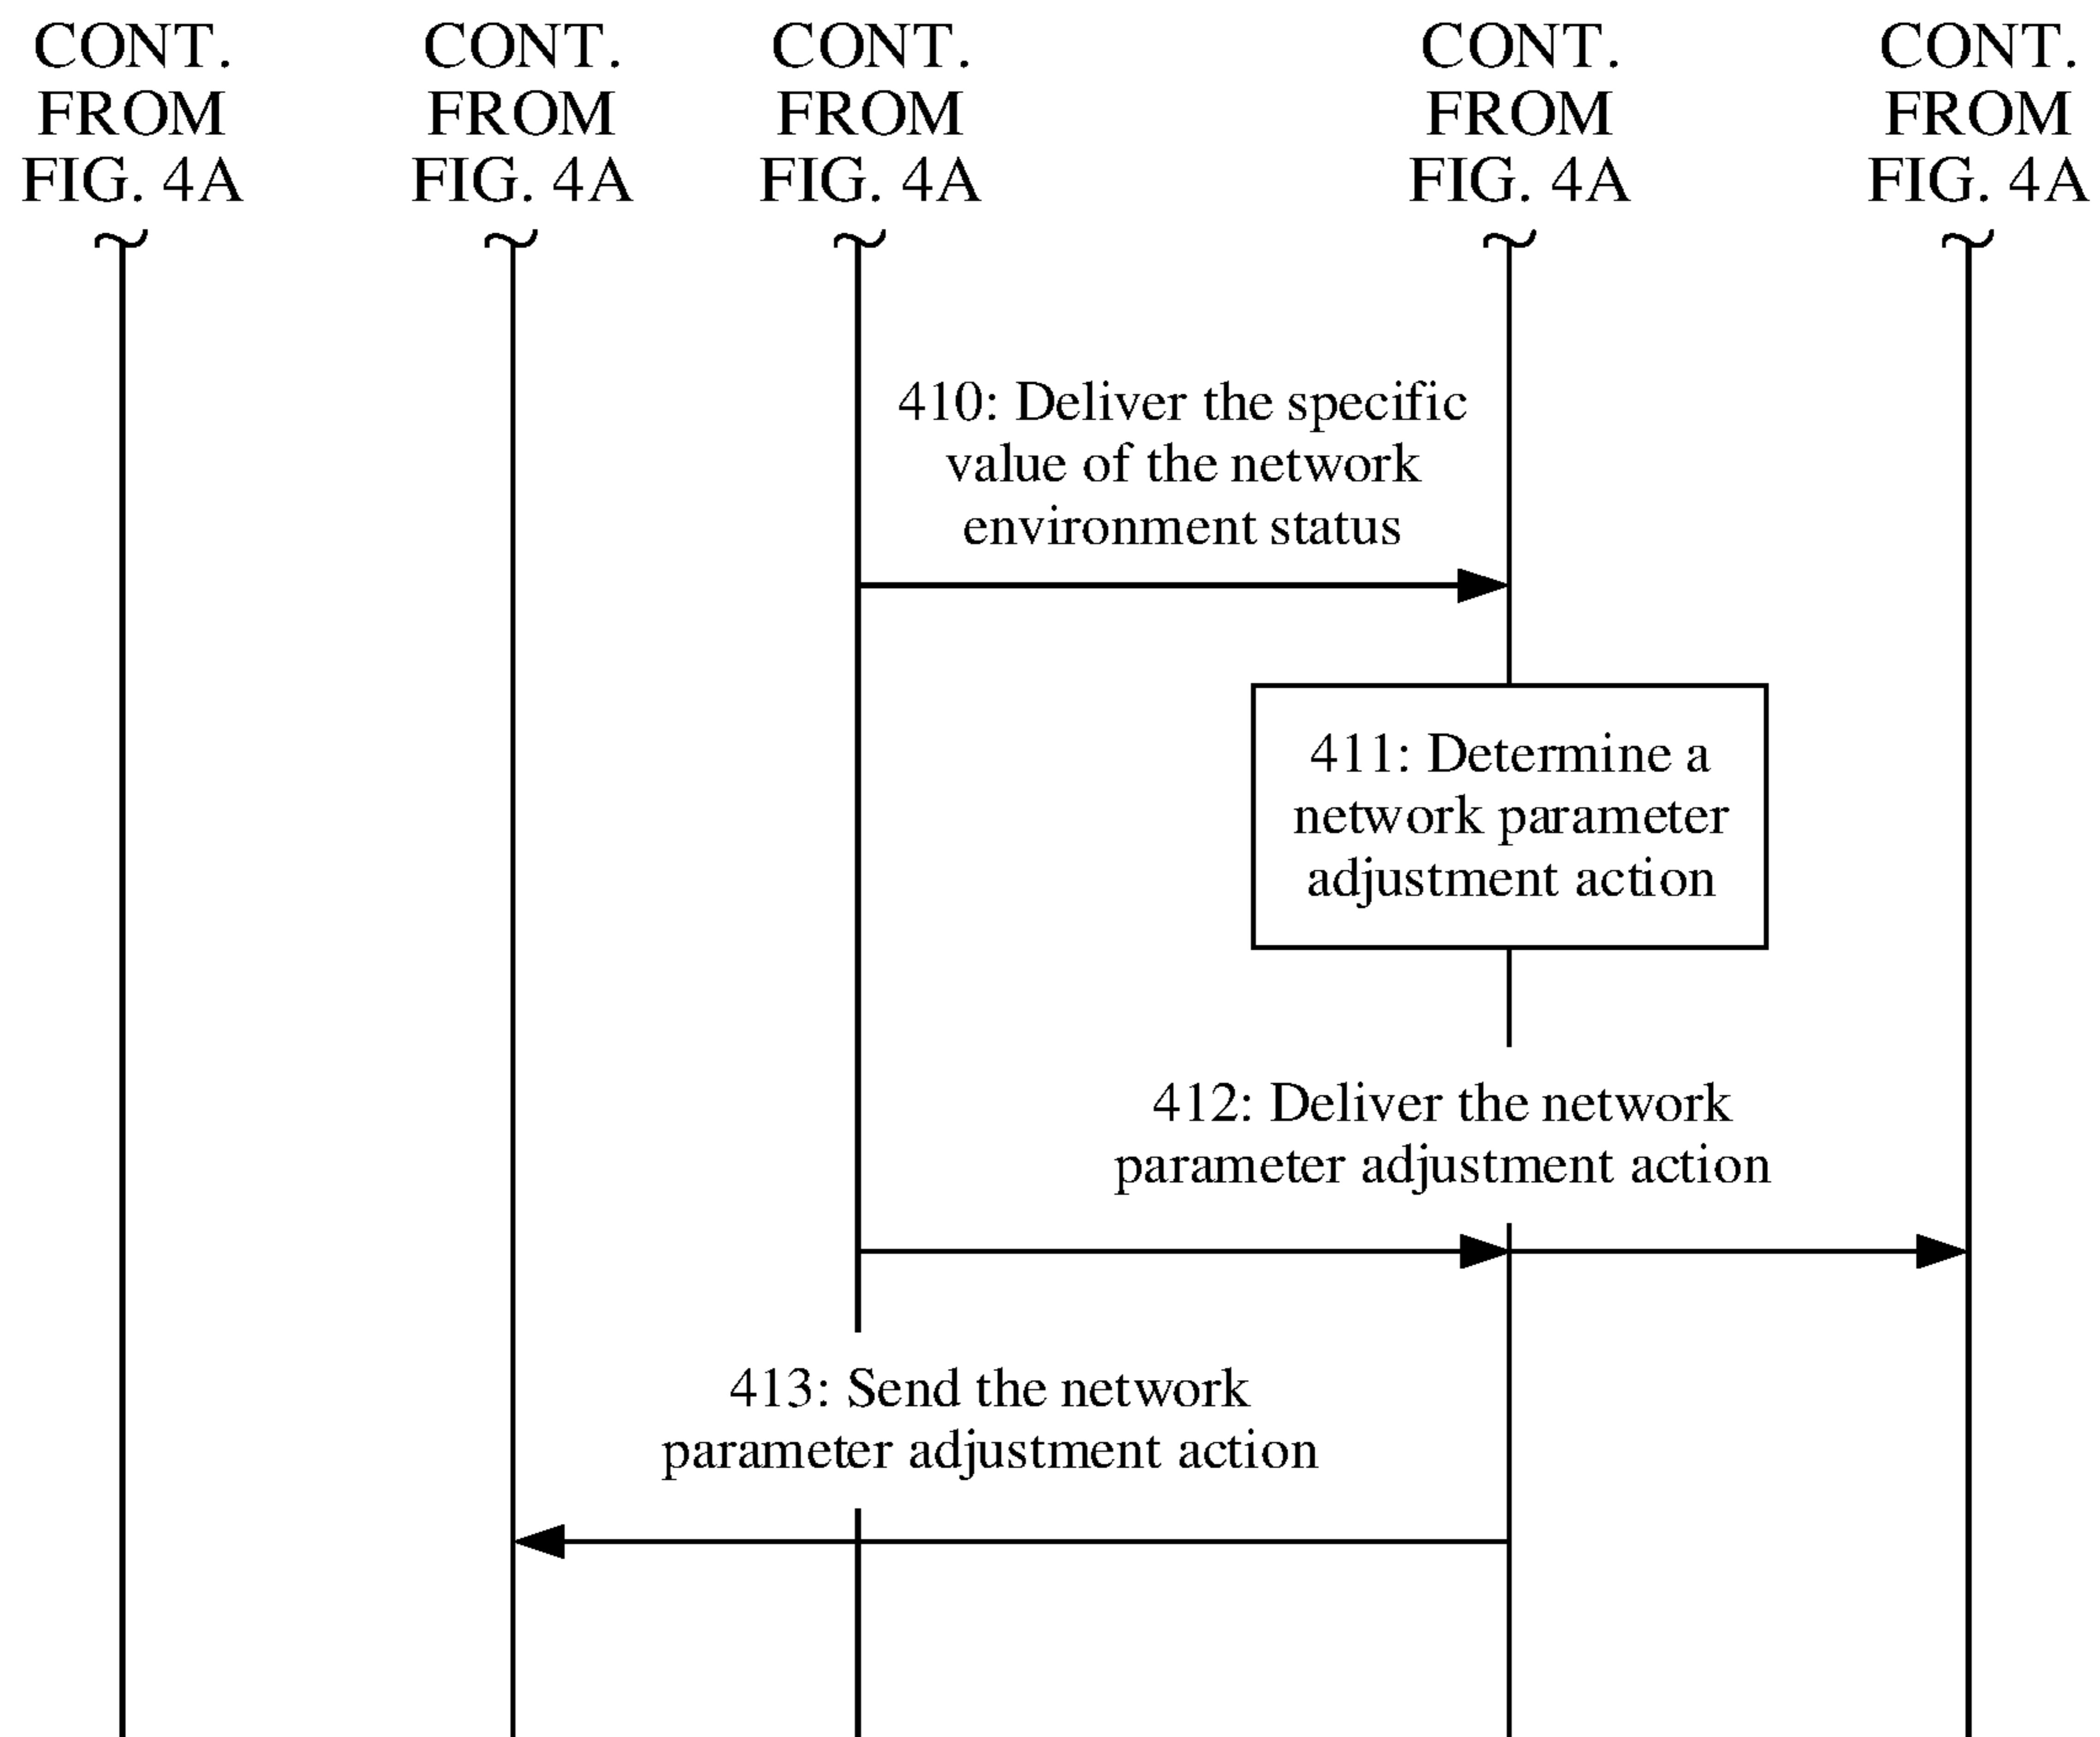 CONT.
FROM
FIG. 4A
CONT.
FROM
FIG. 4A
CONT.
FROM
FIG. 4A
CONT.
FROM
FIG. 4A
CONT.
FROM
FIG. 4A
410: Deliver the specific
value of the network
environment status
411: Determine a
network parameter
adjustment action
412: Deliver the network
parameter adjustment action
413: Send the network
parameter adjustment action